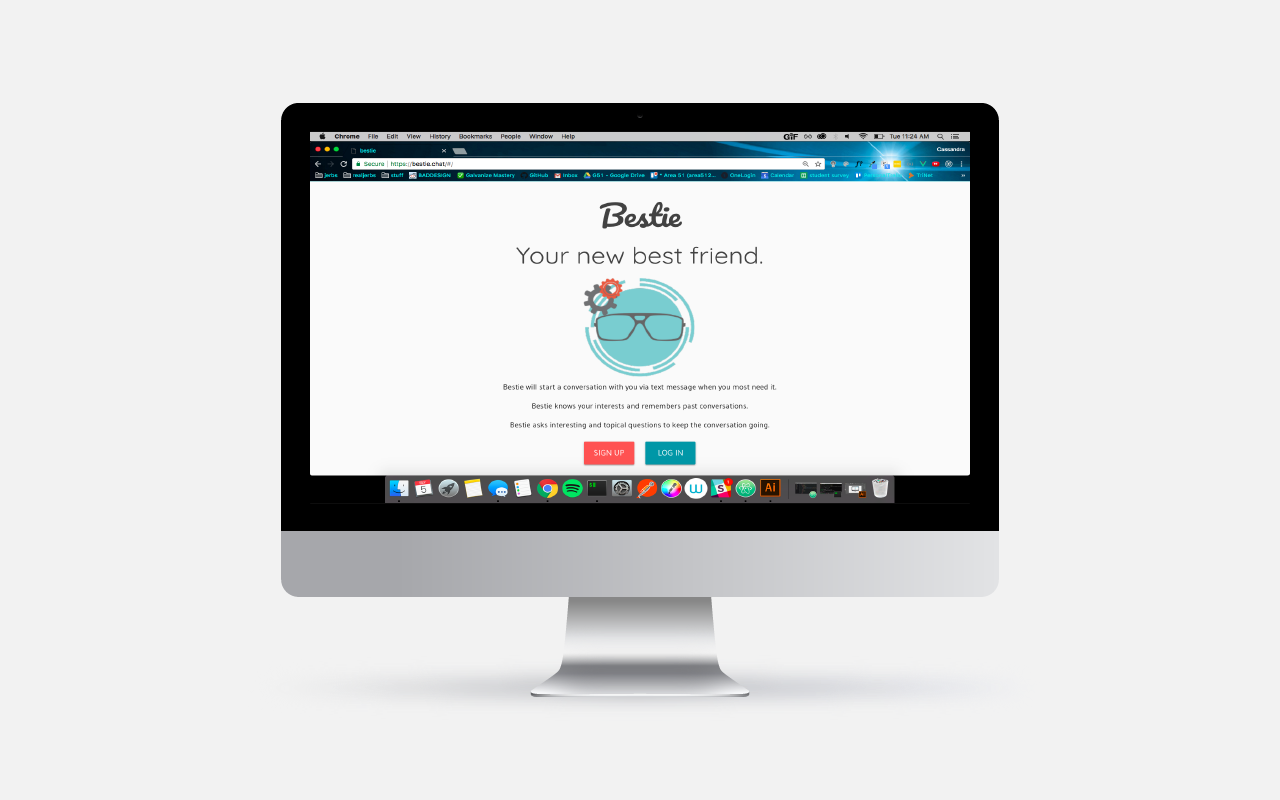 Chrome File Edit View History Bookmarks People Window Help GIF Tue 11:24 AM
bestie Cassandra
Secure https://bestie.chat/#/
jerbs realjerbs stuff BADDESIGN Galvanize Mastery GitHub Inbox G51 - Google Drive * Area 51 (area512... OneLogin Calendar student survey »
Bestie
Your new best friend.
Bestie will start a conversation with you via text message when you most need it.
Bestie knows your interests and remembers past conversations.
Bestie asks interesting and topical questions to keep the conversation going.
SIGN UP LOG IN
5 Ai